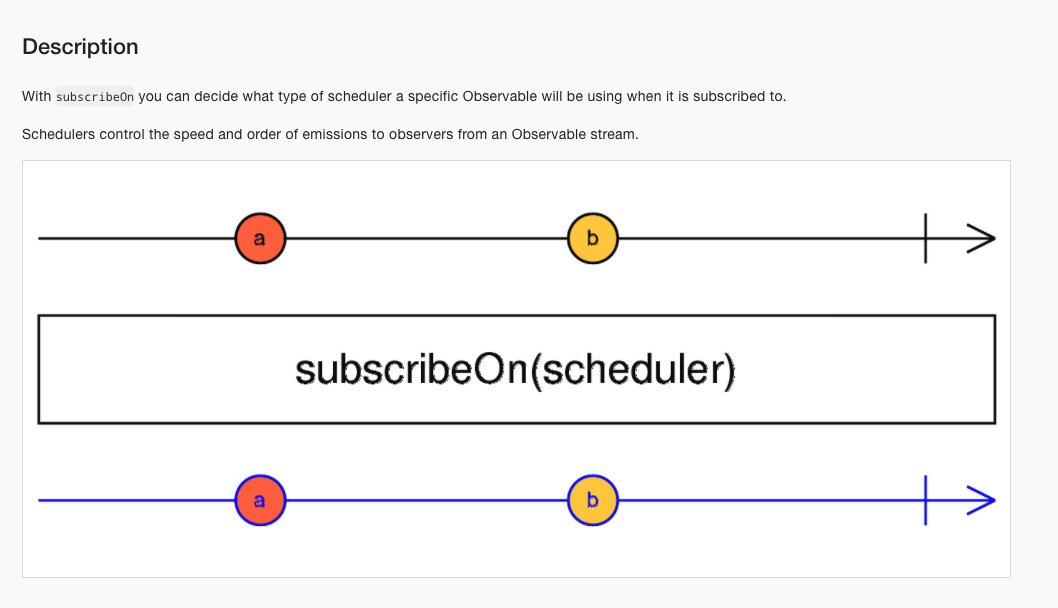 Description
With subscribeOn you can decide what type of scheduler a specific Observable will be using when it is subscribed to.
Schedulers control the speed and order of emissions to observers from an Observable stream.
a b
subscribeOn(scheduler)
a b